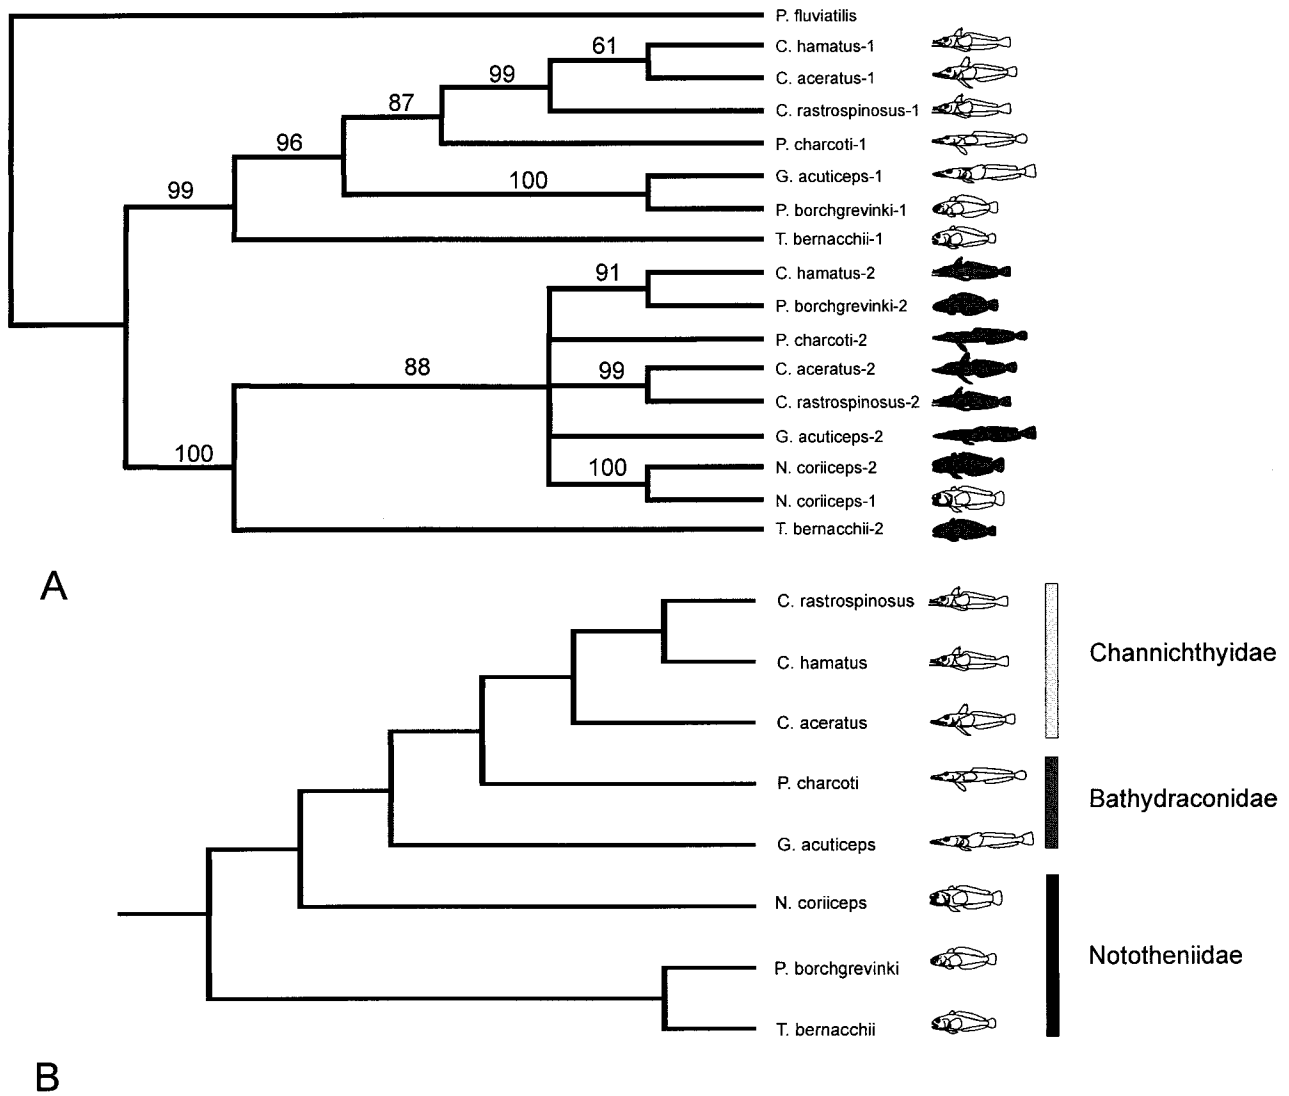 P. fluviatilis
61
C. hamatus-1
99
C. aceratus-1
87
C. rastrospinosus-1
96
P. charcoti-1
100
G. acuticeps-1
99
P. borchgrevinki-1
T. bernacchii-1
91
C. hamatus-2
P. borchgrevinki-2
P. charcoti-2
88
99
C. aceratus-2
C. rastrospinosus-2
G. acuticeps-2
100
100
N. coriiceps-2
N. coriiceps-1
T. bernacchii-2
A
C. rastrospinosus
Channichthyidae
C. hamatus
C. aceratus
P. charcoti
Bathydraconidae
G. acuticeps
N. coriiceps
Nototheniidae
P. borchgrevinki
T. bernacchii
B